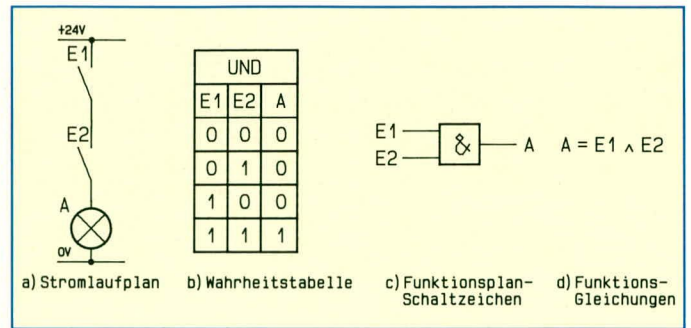 +24V
E1
E2
A
0V
a) Stromlaufplan
UND
E1 E2 A
0 0 0
0 1 0
1 0 0
1 1 1
b) Wahrheitstabelle
E1
E2
&
A
c) Funktionsplan-
Schaltzeichen
A = E1 ∧ E2
d) Funktions-
Gleichungen